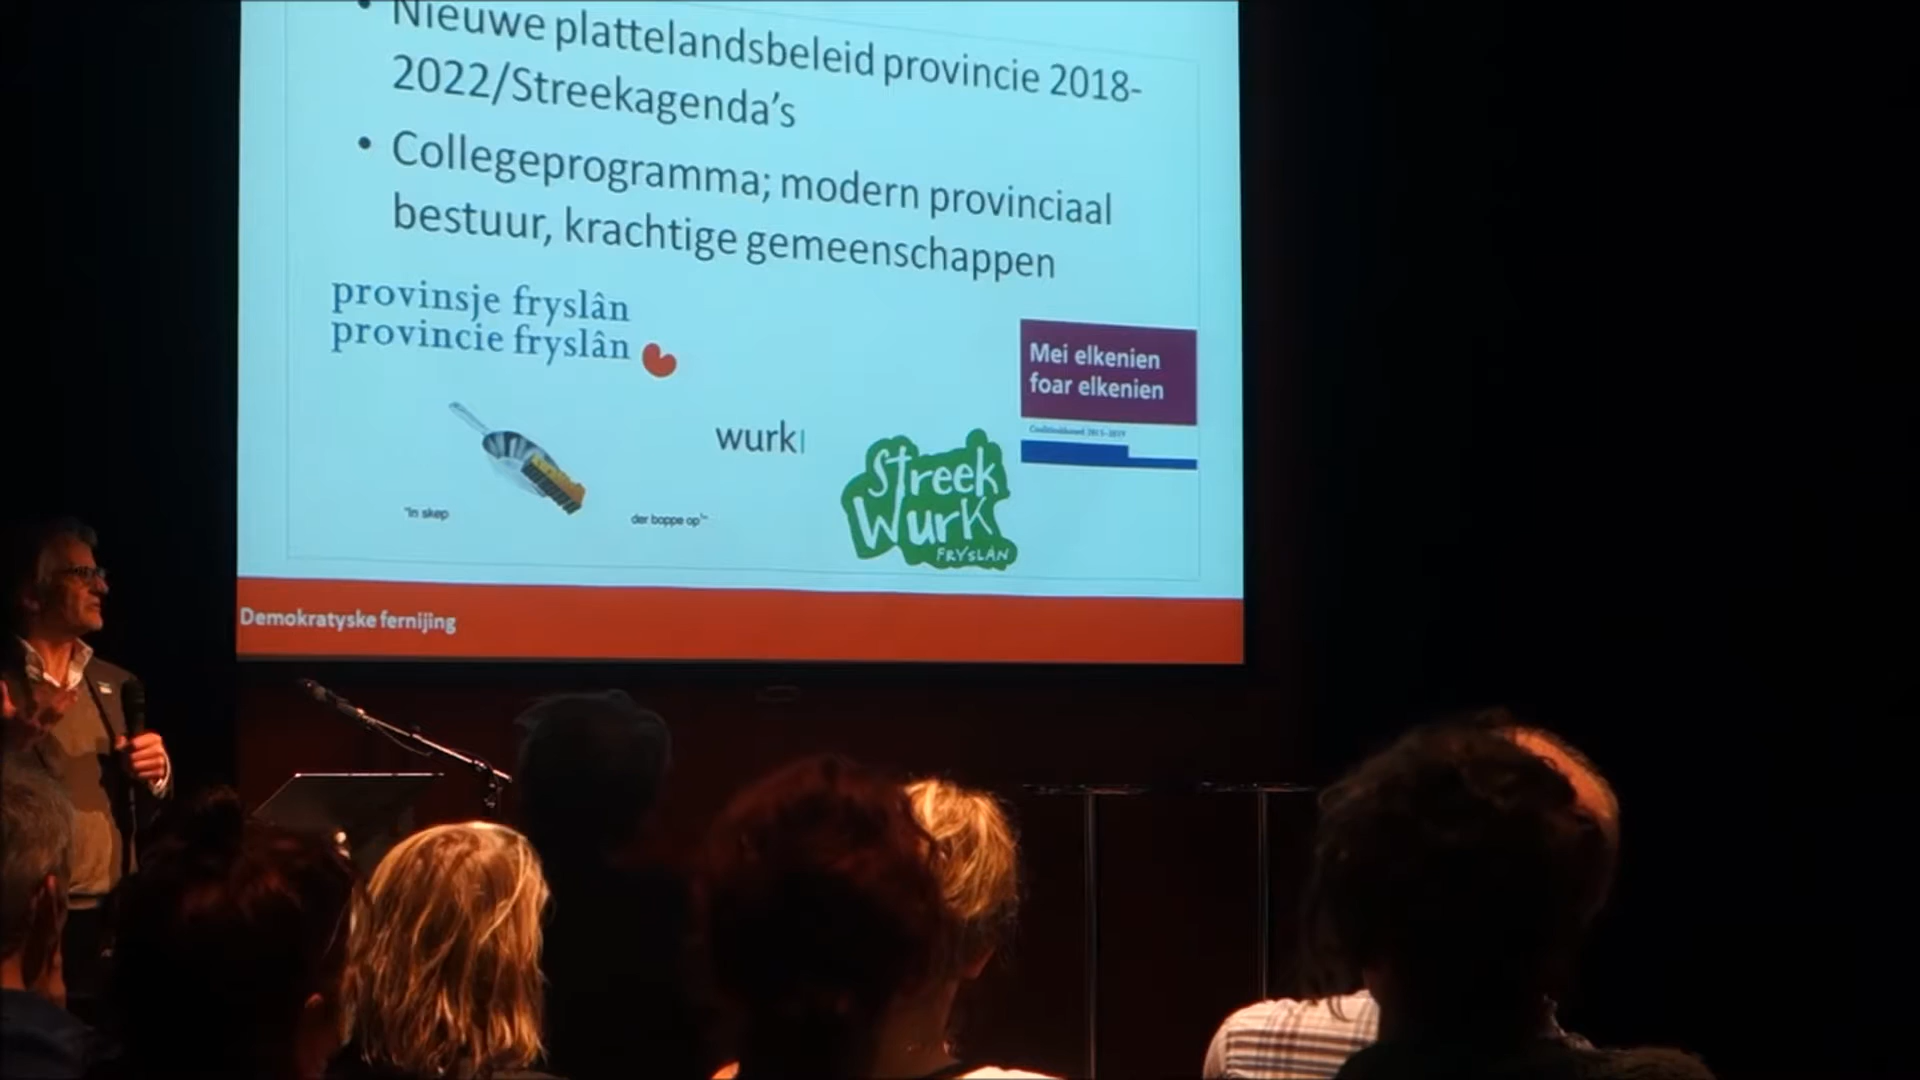 • Nieuwe plattelandsbeleid provincie 2018-
2022/Streekagenda's
• Collegeprogramma; modern provinciaal
bestuur, krachtige gemeenschappen
provinsje fryslân
provincie fryslân
Mei elkenien
foar elkenien
wurk
Streek
Wurk
FRYSLÂN
"In skep
der boppe op"
Demokratyske fernijing